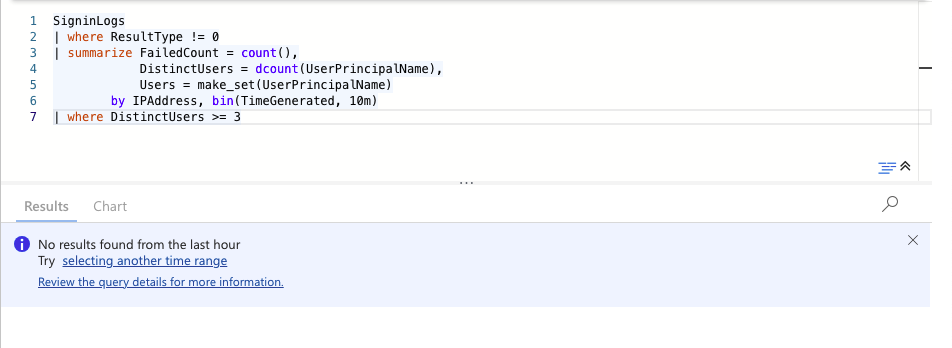 1 SigninLogs
2 | where ResultType != 0
3 | summarize FailedCount = count(),
4 DistinctUsers = dcount(UserPrincipalName),
5 Users = make_set(UserPrincipalName)
6 by IPAddress, bin(TimeGenerated, 10m)
7 | where DistinctUsers >= 3
Results Chart
No results found from the last hour
Try selecting another time range
Review the query details for more information.